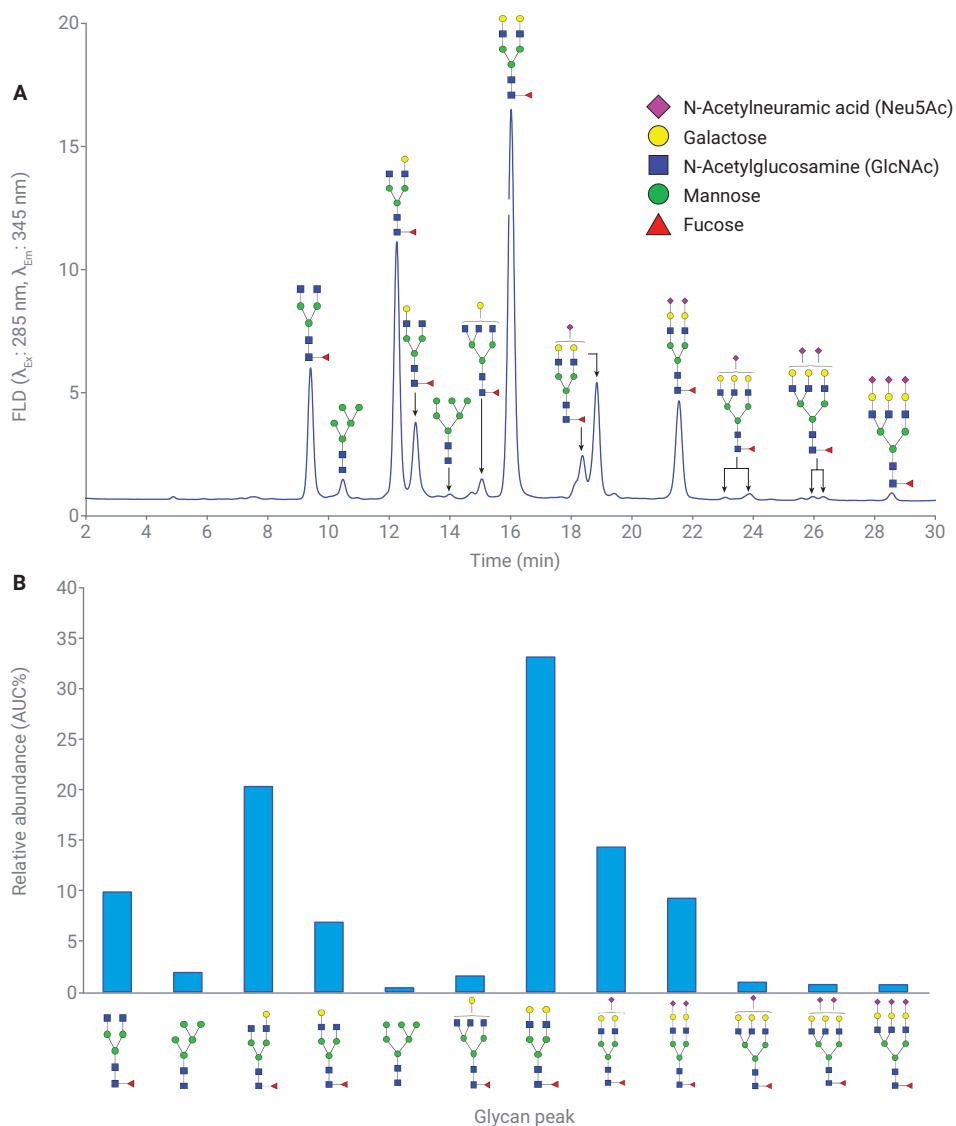 A
FLD (λEx: 285 nm, λEm: 345 nm)
20
15
10
5
0
2 4 6 8 10 12 14 16 18 20 22 24 26 28 30
Time (min)
N-Acetylneuramic acid (Neu5Ac)
Galactose
N-Acetylglucosamine (GlcNAc)
Mannose
Fucose
B
Relative abundance (AUC%)
40
35
30
25
20
15
10
5
0
Glycan peak